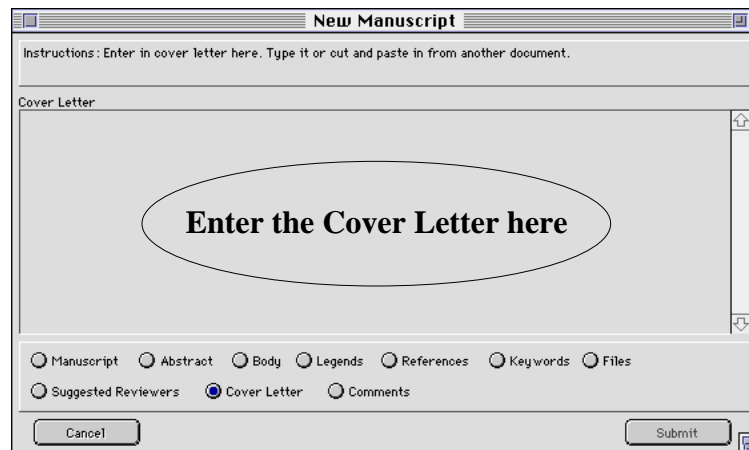 New Manuscript
Instructions: Enter in cover letter here. Type it or cut and paste in from another document.
Cover Letter
Enter the Cover Letter here
Manuscript Abstract Body Legends References Keywords Files
Suggested Reviewers Cover Letter Comments
Cancel Submit